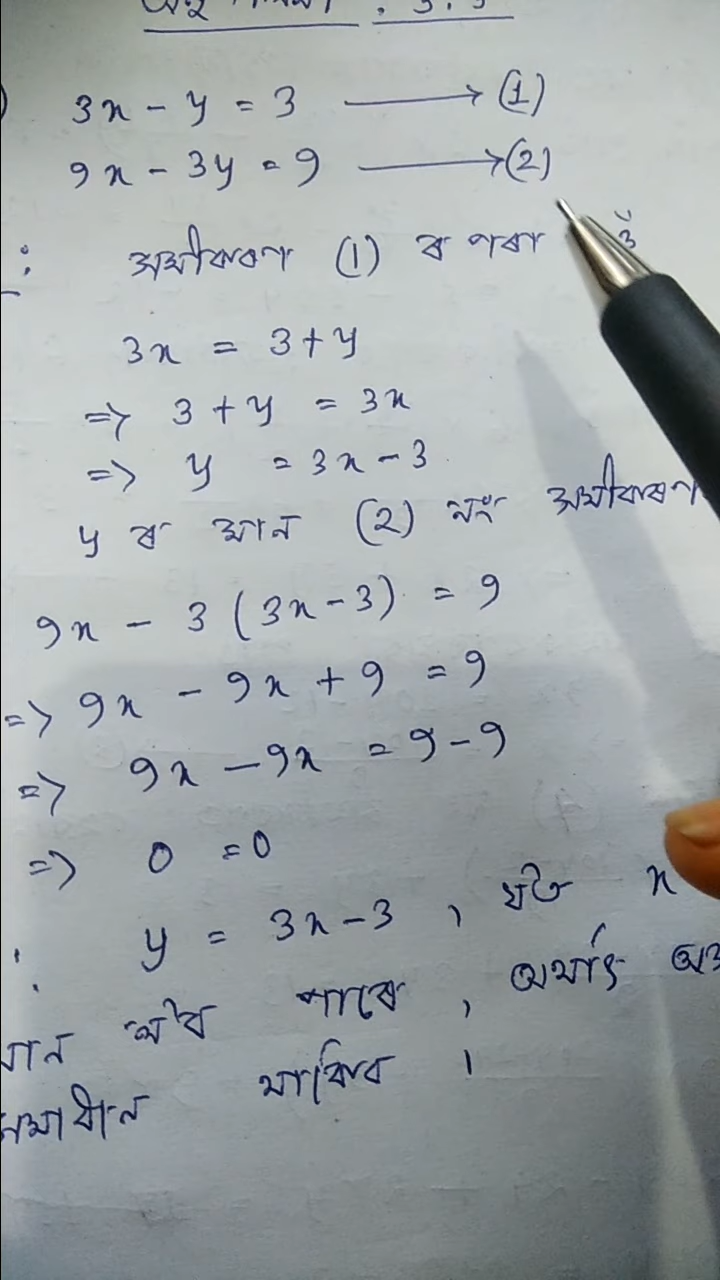 3x - y = 3 → (1)
9x - 3y = 9 → (2)
সমীকৰণ (1) ৰ পৰা
3x = 3 + y
=> 3 + y = 3x
=> y = 3x - 3
y ৰ মান (2) নং সমীকৰণ
9x - 3 (3x - 3) = 9
=> 9x - 9x + 9 = 9
=> 9x - 9x = 9 - 9
=> 0 = 0
∴ y = 3x - 3 , য'ত x
মান লব পাৰে , অৰ্থাৎ
সমাধান থাকিব ।